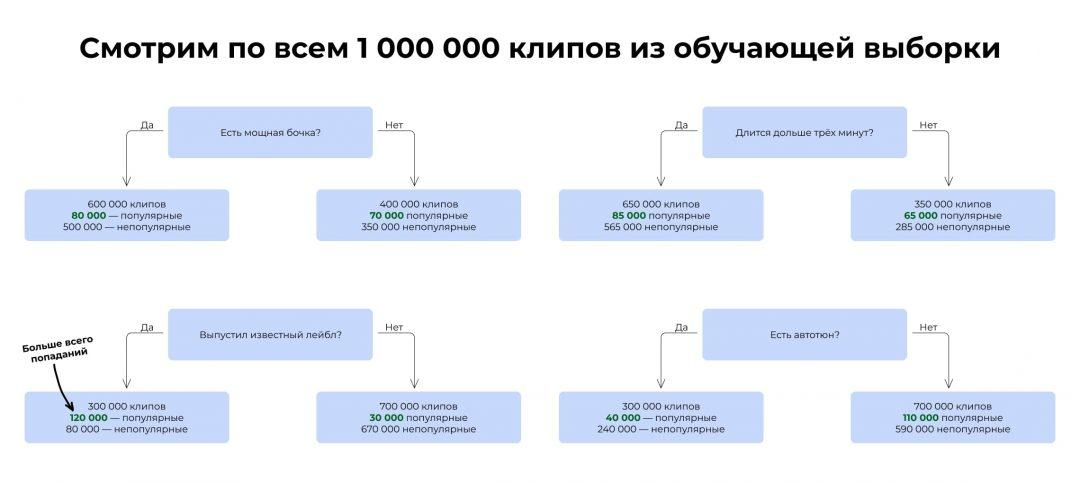 Смотрим по всем 1 000 000 клипов из обучающей выборки
Да
Есть мощная бочка?
Нет
600 000 клипов
80 000 — популярные
500 000 — непопулярные
400 000 клипов
70 000 популярные
350 000 непопулярные
Да
Длится дольше трёх минут?
Нет
650 000 клипов
85 000 популярные
565 000 непопулярные
350 000 клипов
65 000 популярные
285 000 непопулярные
Больше всего
попаданий
Да
Выпустил известный лейбл?
Нет
300 000 клипов
120 000 — популярные
80 000 — непопулярные
700 000 клипов
30 000 популярные
670 000 непопулярные
Да
Есть автотюн?
Нет
300 000 клипов
40 000 — популярные
240 000 — непопулярные
700 000 клипов
110 000 популярные
590 000 непопулярные